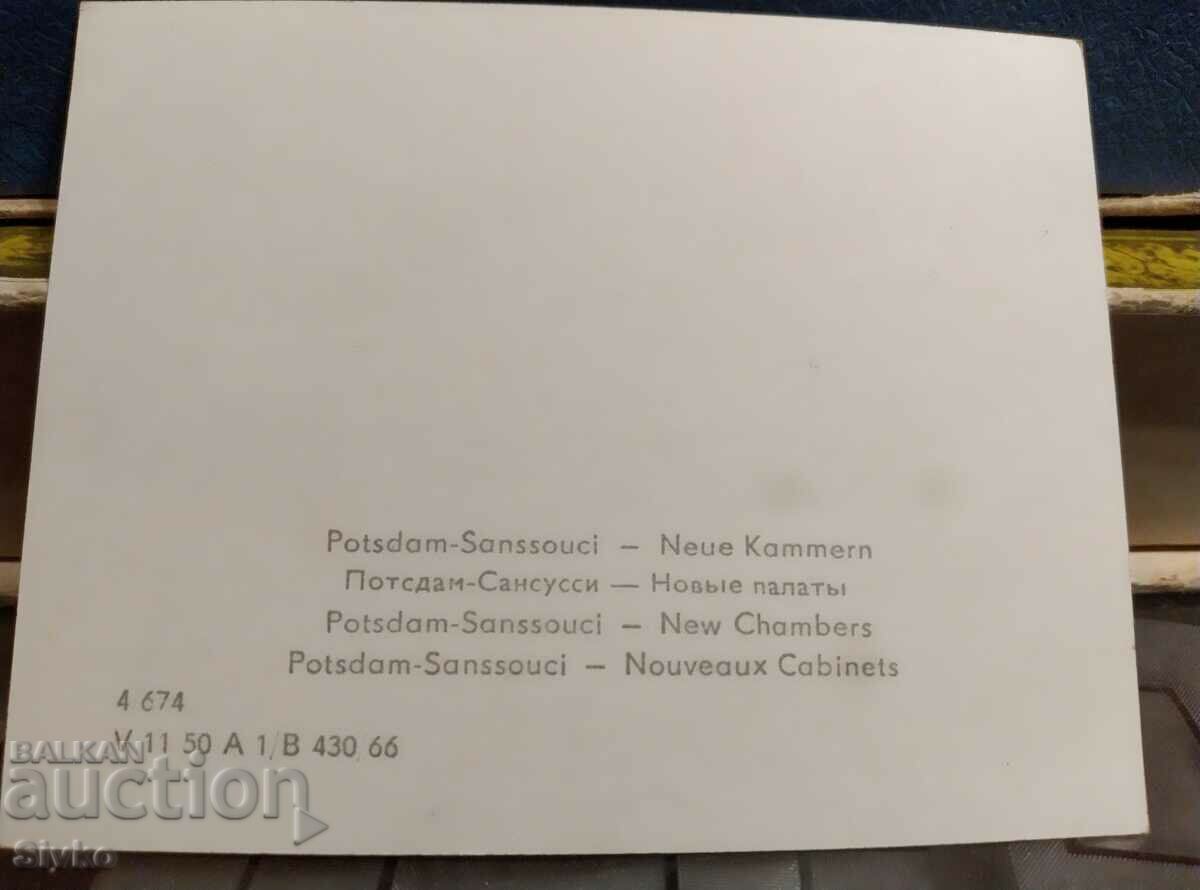 Potsdam-Sanssouci – Neue Kammern
Потсдам-Сансусси — Новые палаты
Potsdam-Sanssouci – New Chambers
Potsdam-Sanssouci – Nouveaux Cabinets
4 674
V 11 50 A 1/B 430/66
BALKAN
auction
Slyko